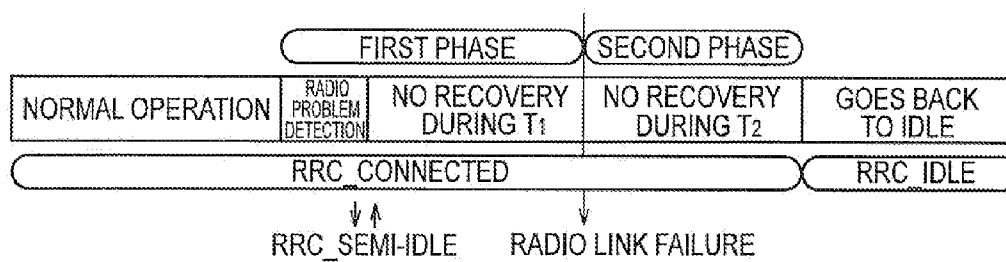 FIRST PHASE
SECOND PHASE
NORMAL OPERATION
RADIO
PROBLEM
DETECTION
NO RECOVERY
DURING T1
NO RECOVERY
DURING T2
GOES BACK
TO IDLE
RRC_CONNECTED
RRC_IDLE
RRC_SEMI-IDLE
RADIO LINK FAILURE